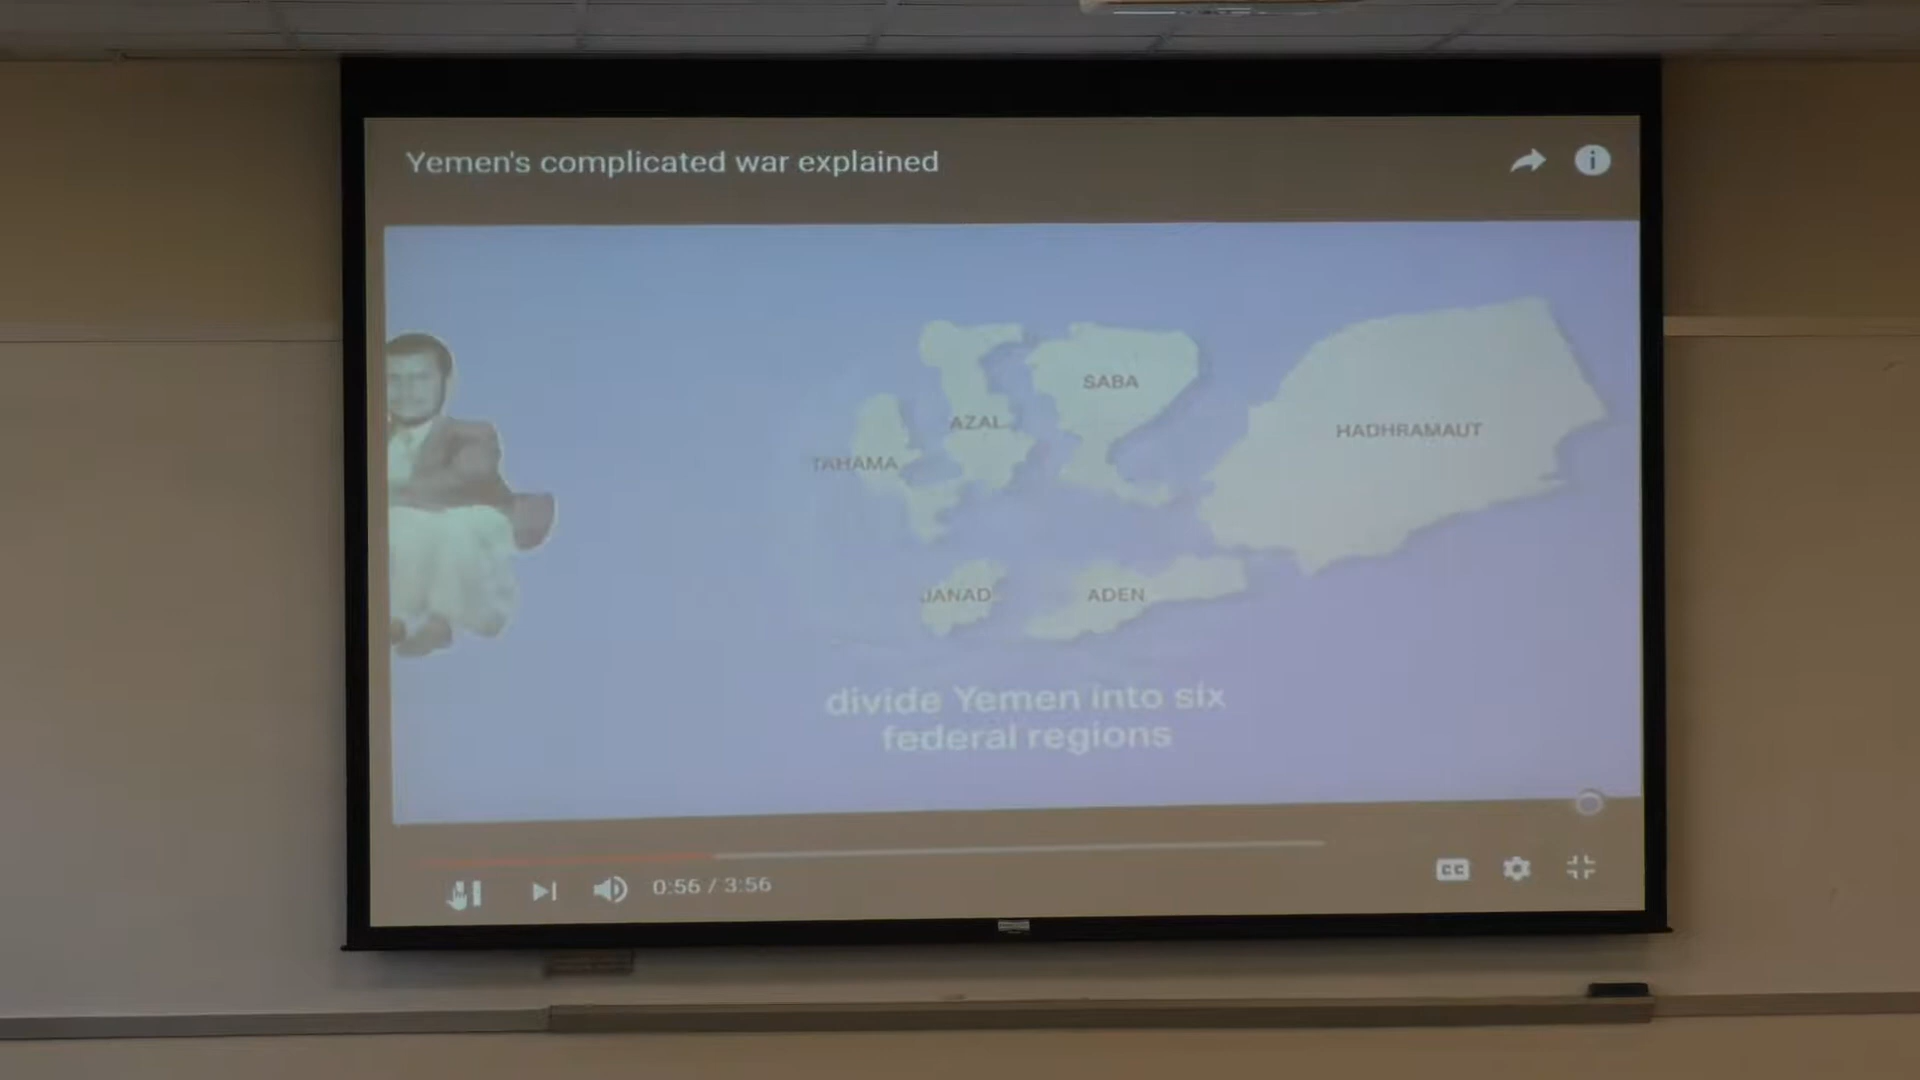 Yemen's complicated war explained
SABA
AZAL
HADHRAMAUT
TAHAMA
JANAD
ADEN
divide Yemen into six
federal regions
0:56 / 3:56
CC